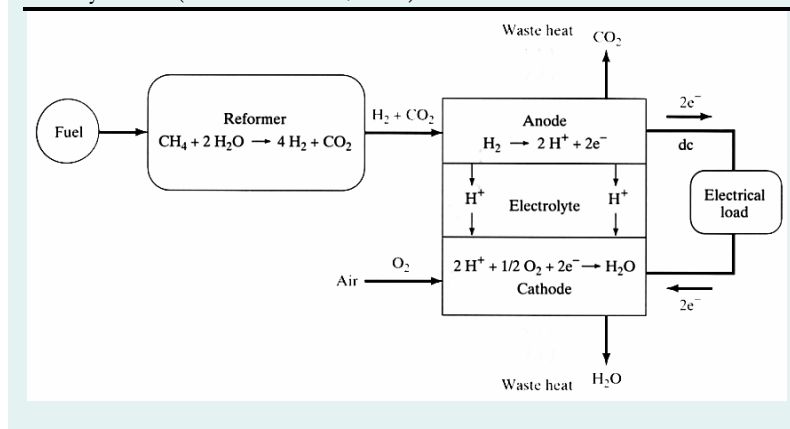 Waste heat
CO₂
Fuel
Reformer
CH₄ + 2 H₂O → 4 H₂ + CO₂
H₂ + CO₂
Anode
H₂ → 2 H⁺ + 2e⁻
2e⁻
dc
H⁺
Electrolyte
H⁺
Electrical
load
O₂
Air
2 H⁺ + 1/2 O₂ + 2e⁻ → H₂O
Cathode
2e⁻
Waste heat
H₂O